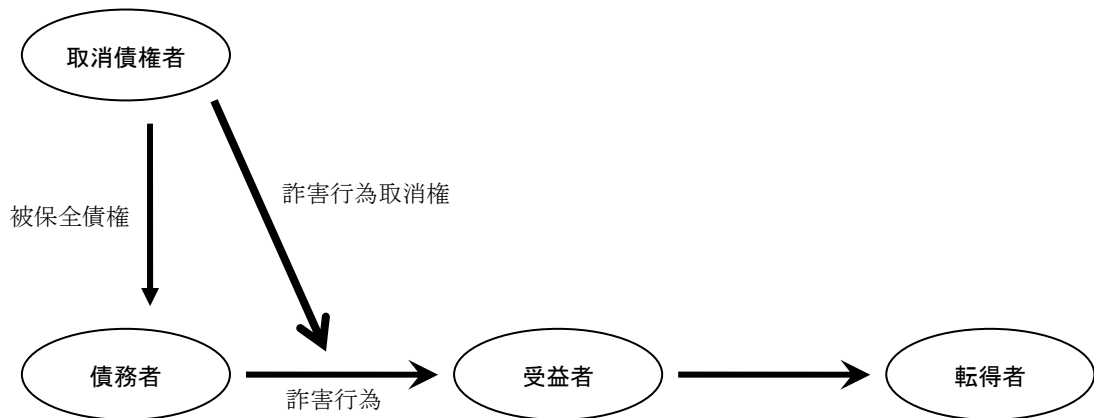 取消債権者
詐害行為取消権
被保全債権
債務者
詐害行為
受益者
転得者